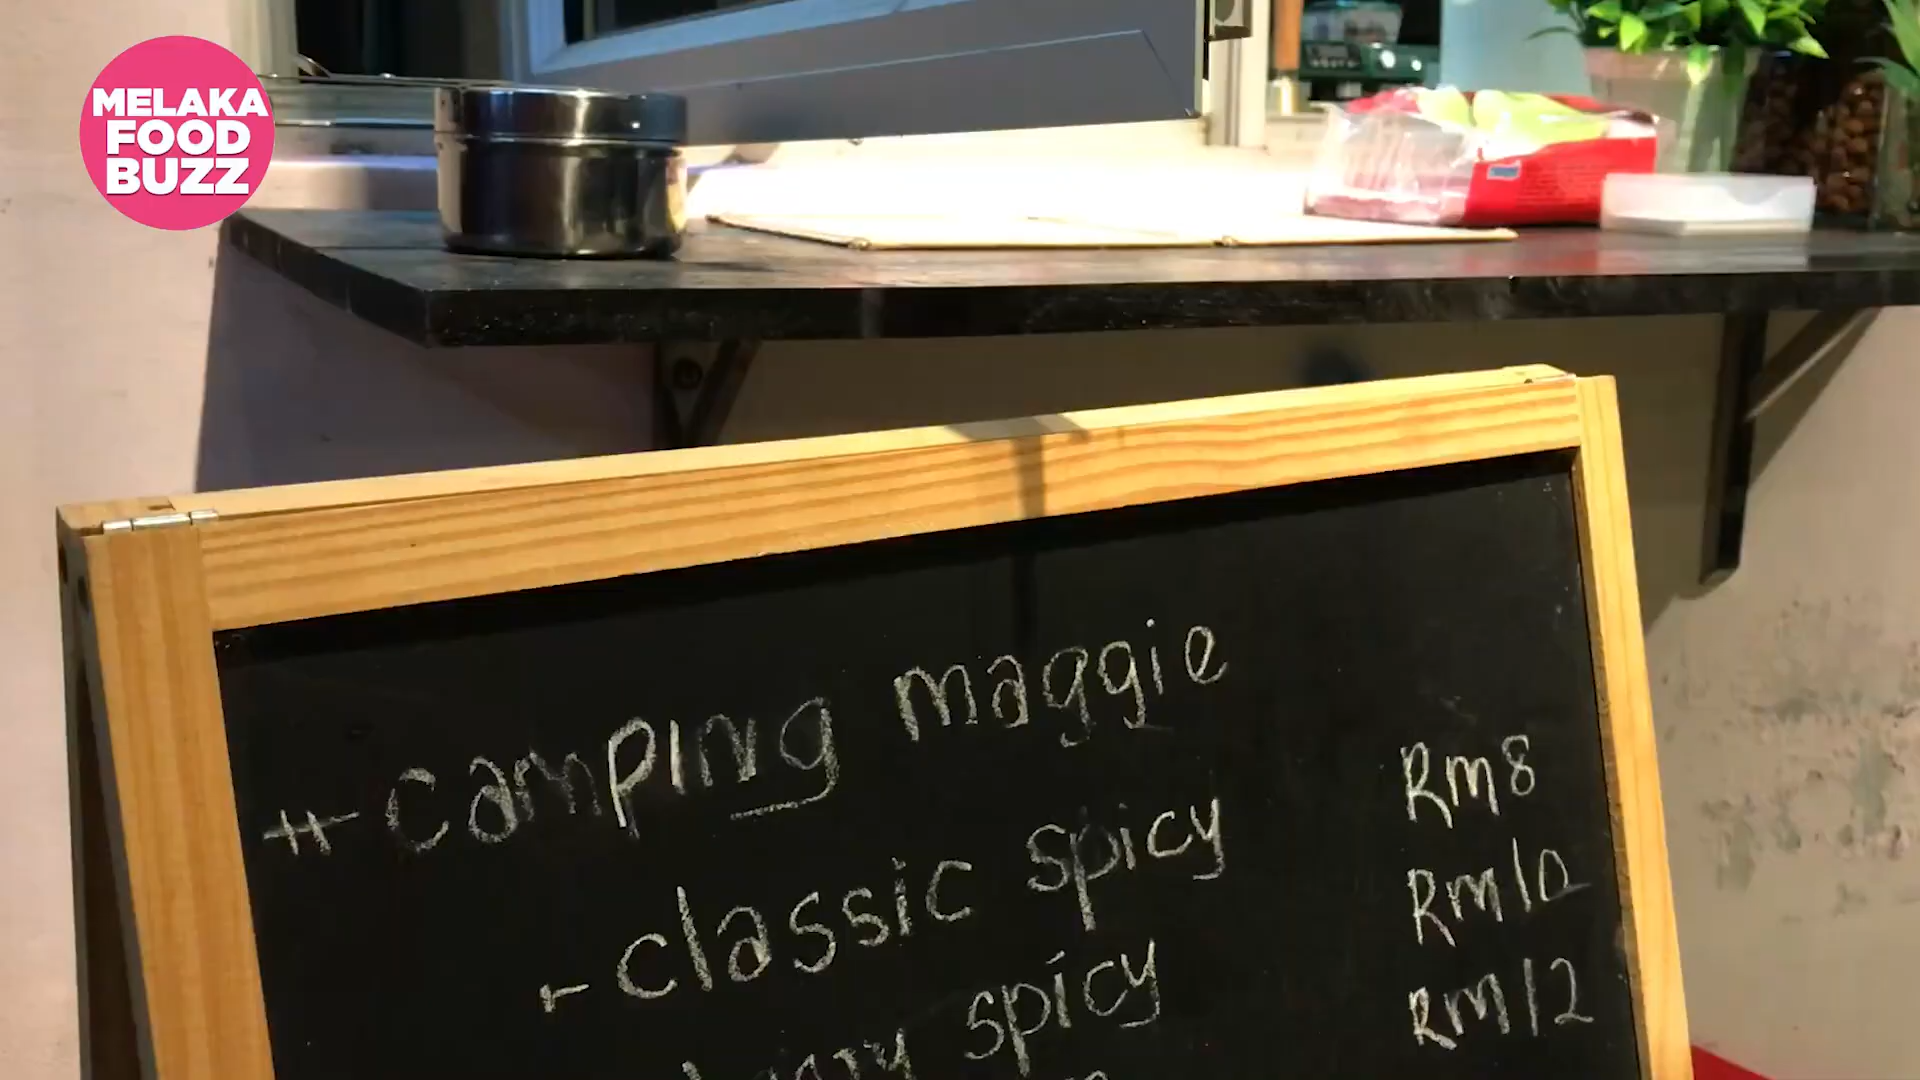 MELAKA
FOOD
BUZZ
# camping maggie
- classic spicy RM8
spicy RM10
RM12